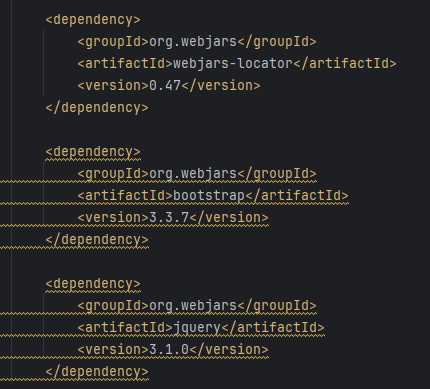 <dependency>
<groupId>org.webjars</groupId>
<artifactId>webjars-locator</artifactId>
<version>0.47</version>
</dependency>
<dependency>
<groupId>org.webjars</groupId>
<artifactId>bootstrap</artifactId>
<version>3.3.7</version>
</dependency>
<dependency>
<groupId>org.webjars</groupId>
<artifactId>jquery</artifactId>
<version>3.1.0</version>
</dependency>